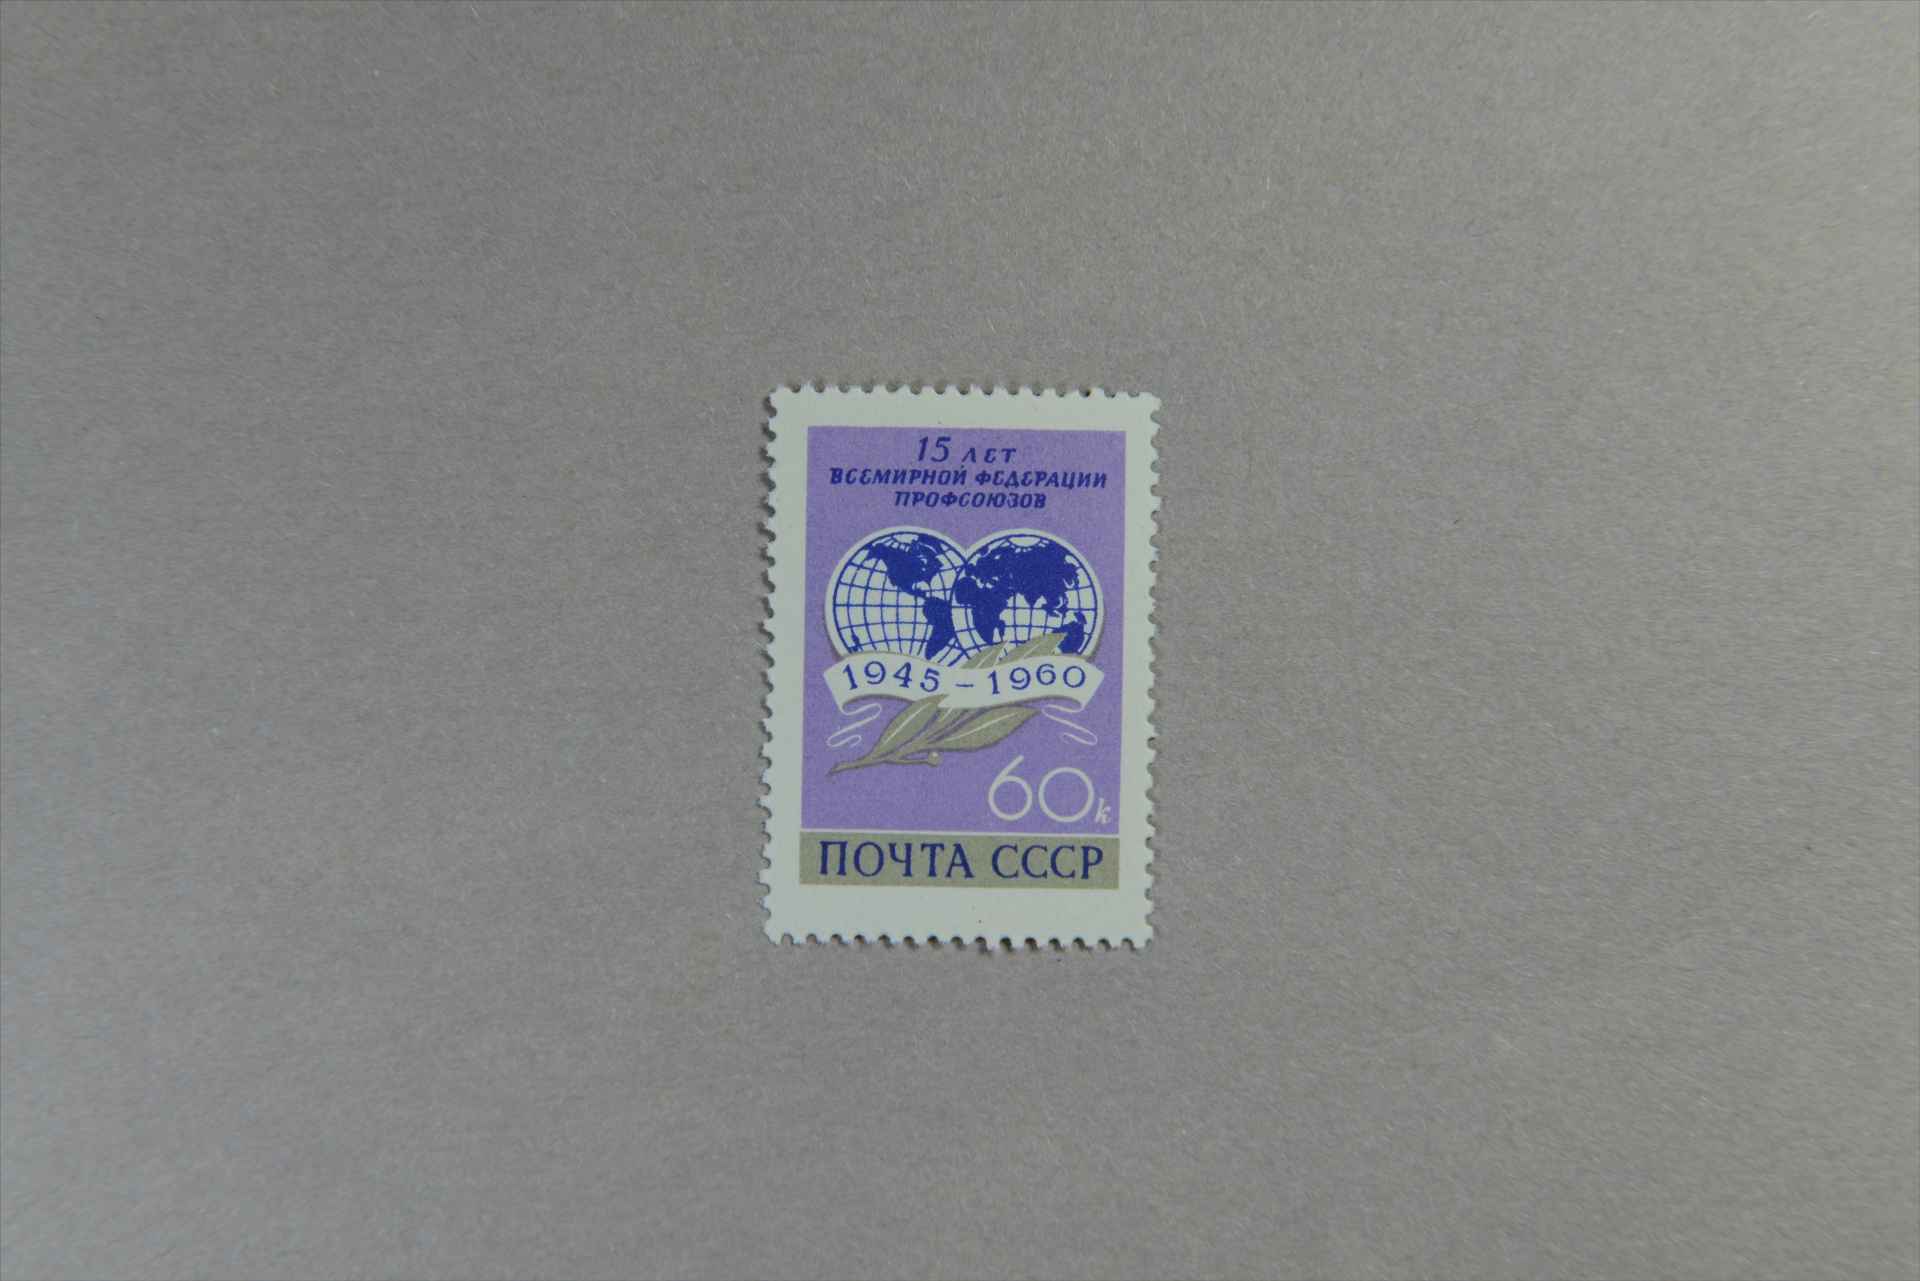 15 ЛЕТ
ВСЕМИРНОЙ ФЕДЕРАЦИИ
ПРОФСОЮЗОВ
1945-1960
60к
ПОЧТА СССР